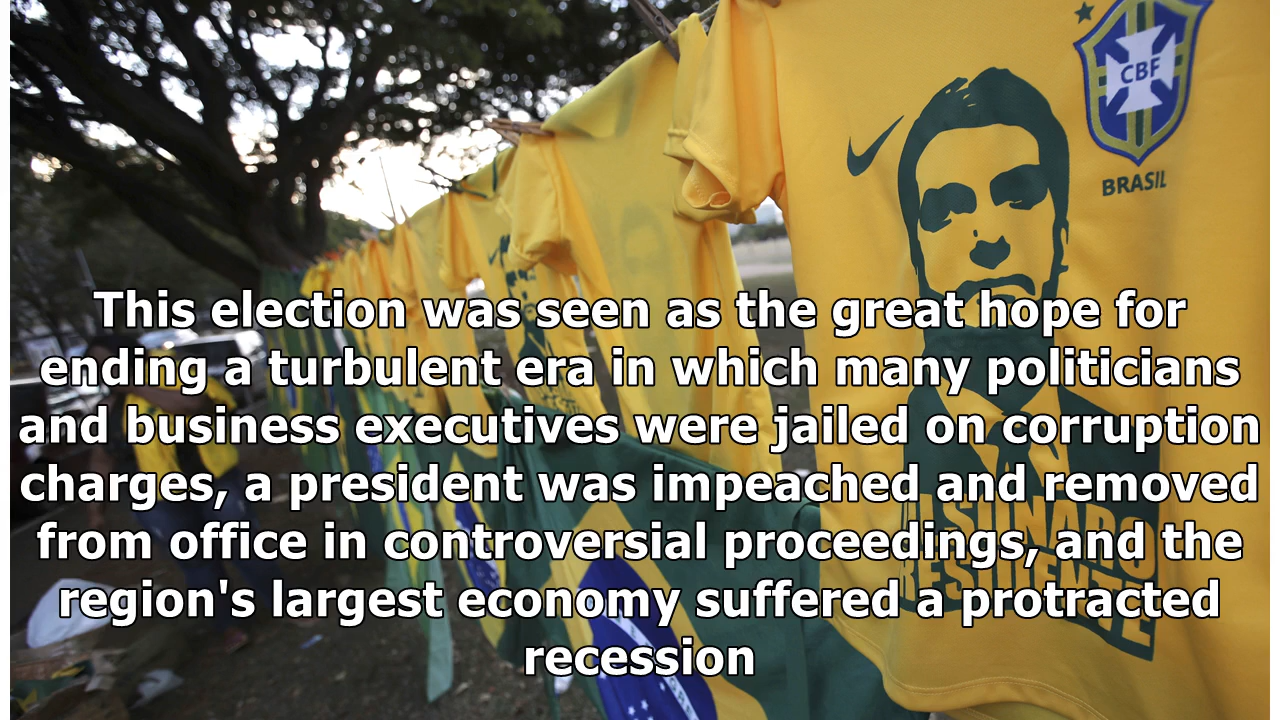 CBF
BRASIL
This election was seen as the great hope for
ending a turbulent era in which many politicians
and business executives were jailed on corruption
charges, a president was impeached and removed
from office in controversial proceedings, and the
region's largest economy suffered a protracted
recession
BOLSONARO
PRESIDENTE